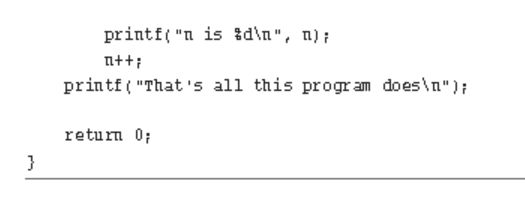 printf("n is %d\n", n);
n++;
printf("That's all this program does\n");
return 0;
}